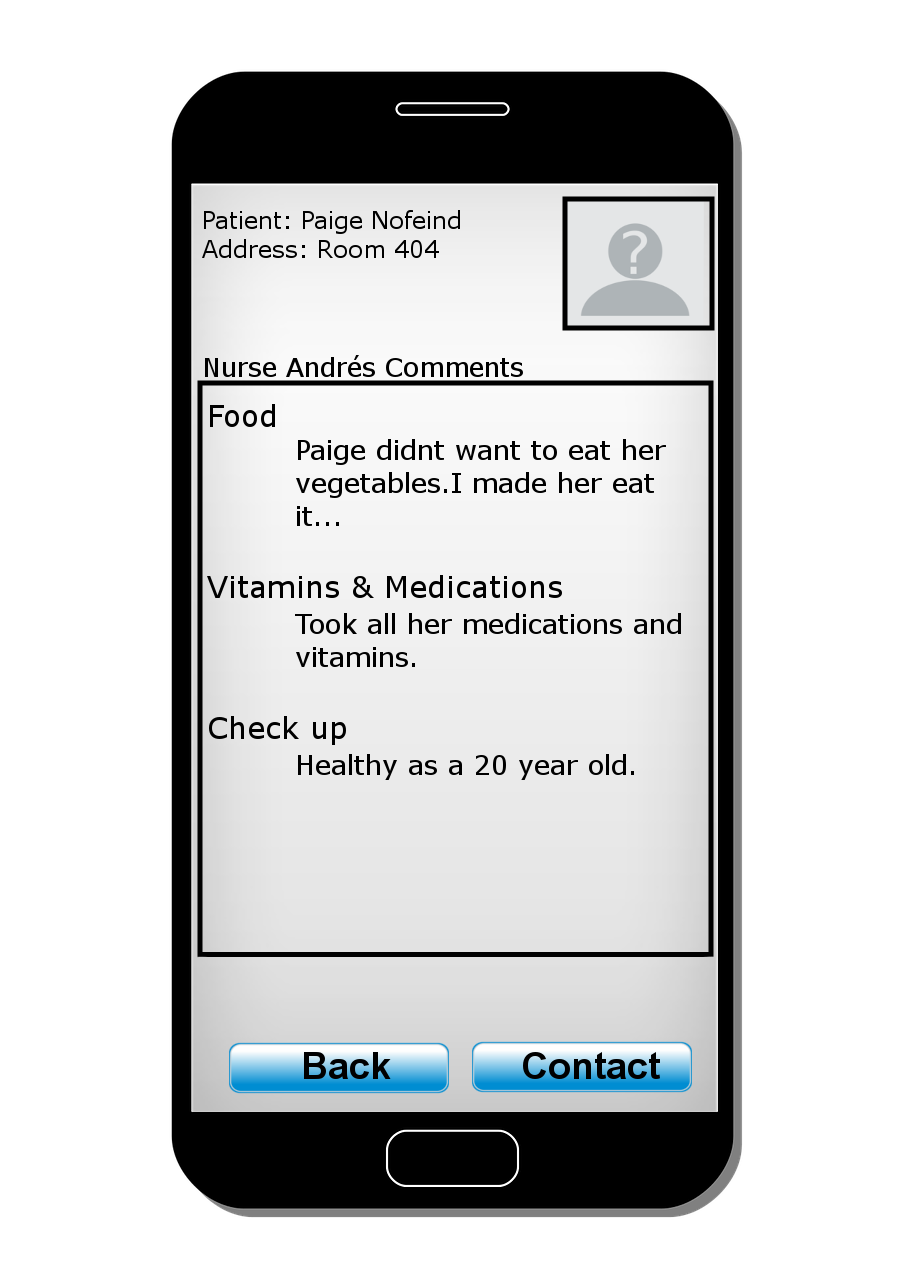 Patient: Paige Nofeind
Address: Room 404
?
Nurse Andrés Comments
Food
Paige didnt want to eat her
vegetables.I made her eat
it...
Vitamins & Medications
Took all her medications and
vitamins.
Check up
Healthy as a 20 year old.
Back
Contact